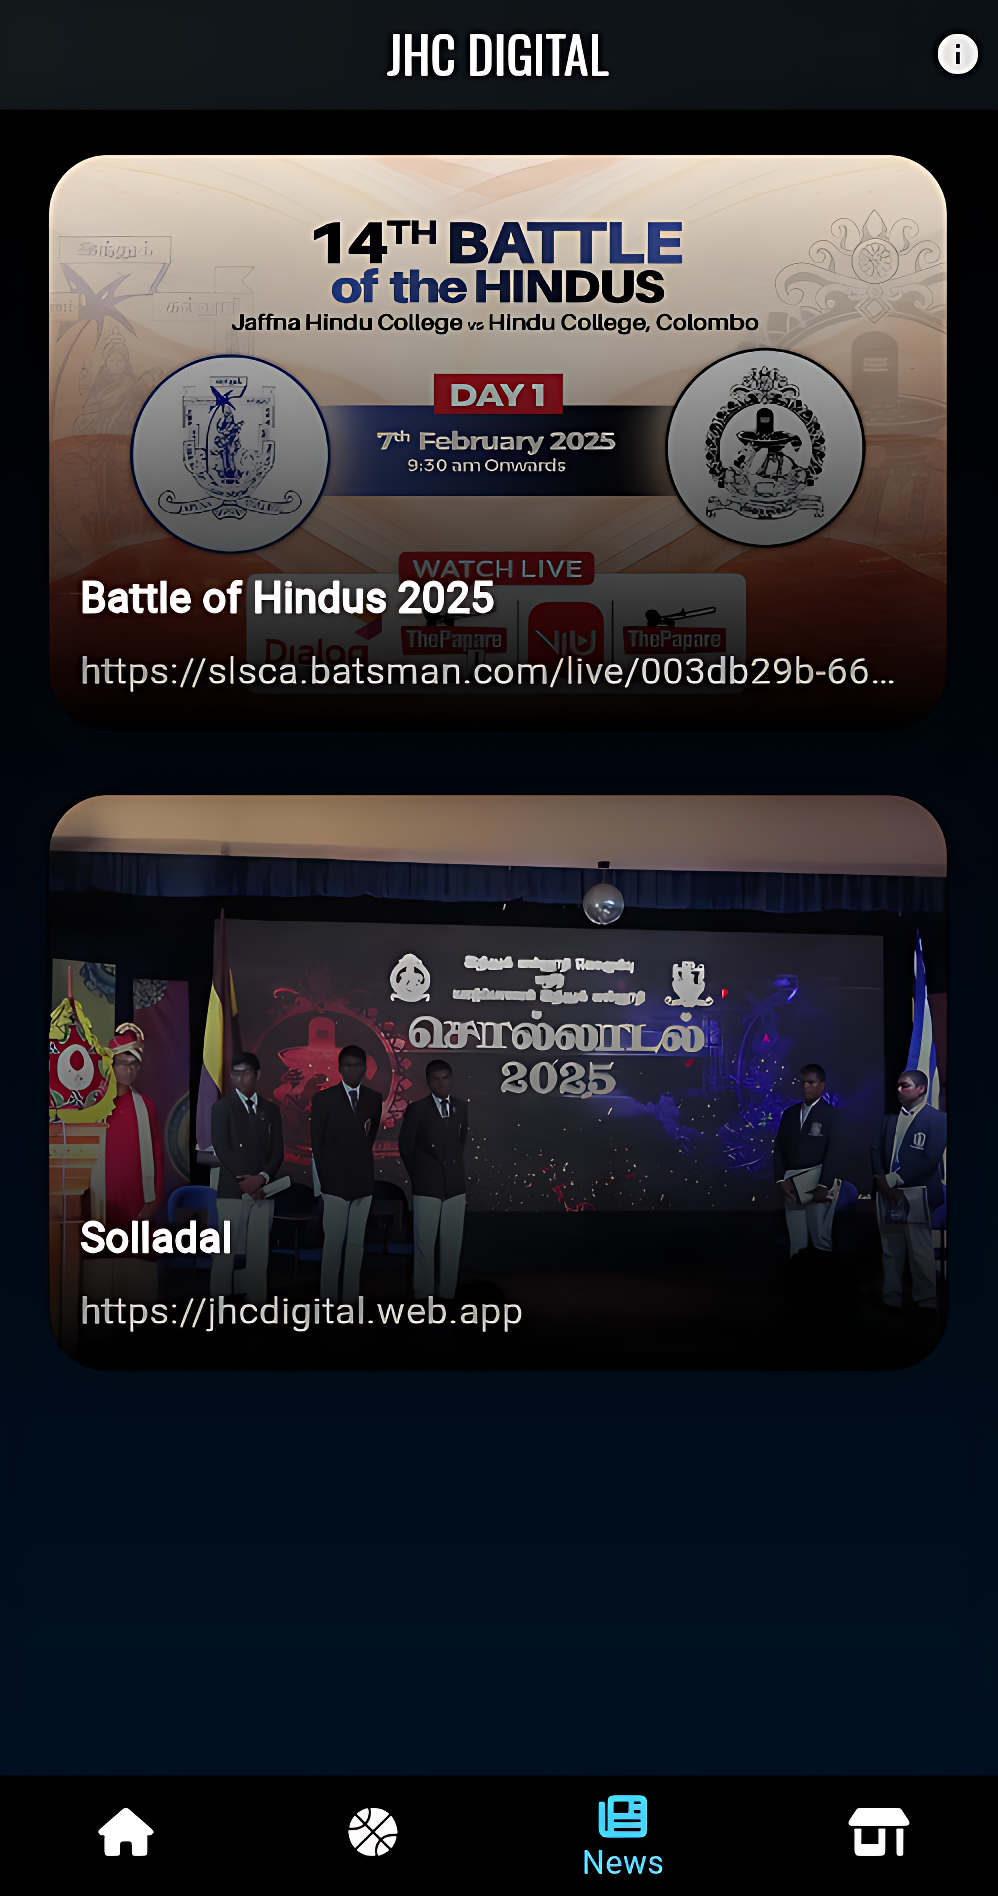 JHC DIGITAL
இந்துக்
கல்லூரி
14TH BATTLE
of the HINDUS
Jaffna Hindu College vs Hindu College, Colombo
DAY 1
7th February 2025
9:30 am Onwards
WATCH LIVE
Dialog
ThePapare
ThePapare
Battle of Hindus 2025
https://slsca.batsman.com/live/003db29b-66...
சொல்லாடல்
2025
Solladal
https://jhcdigital.web.app
News